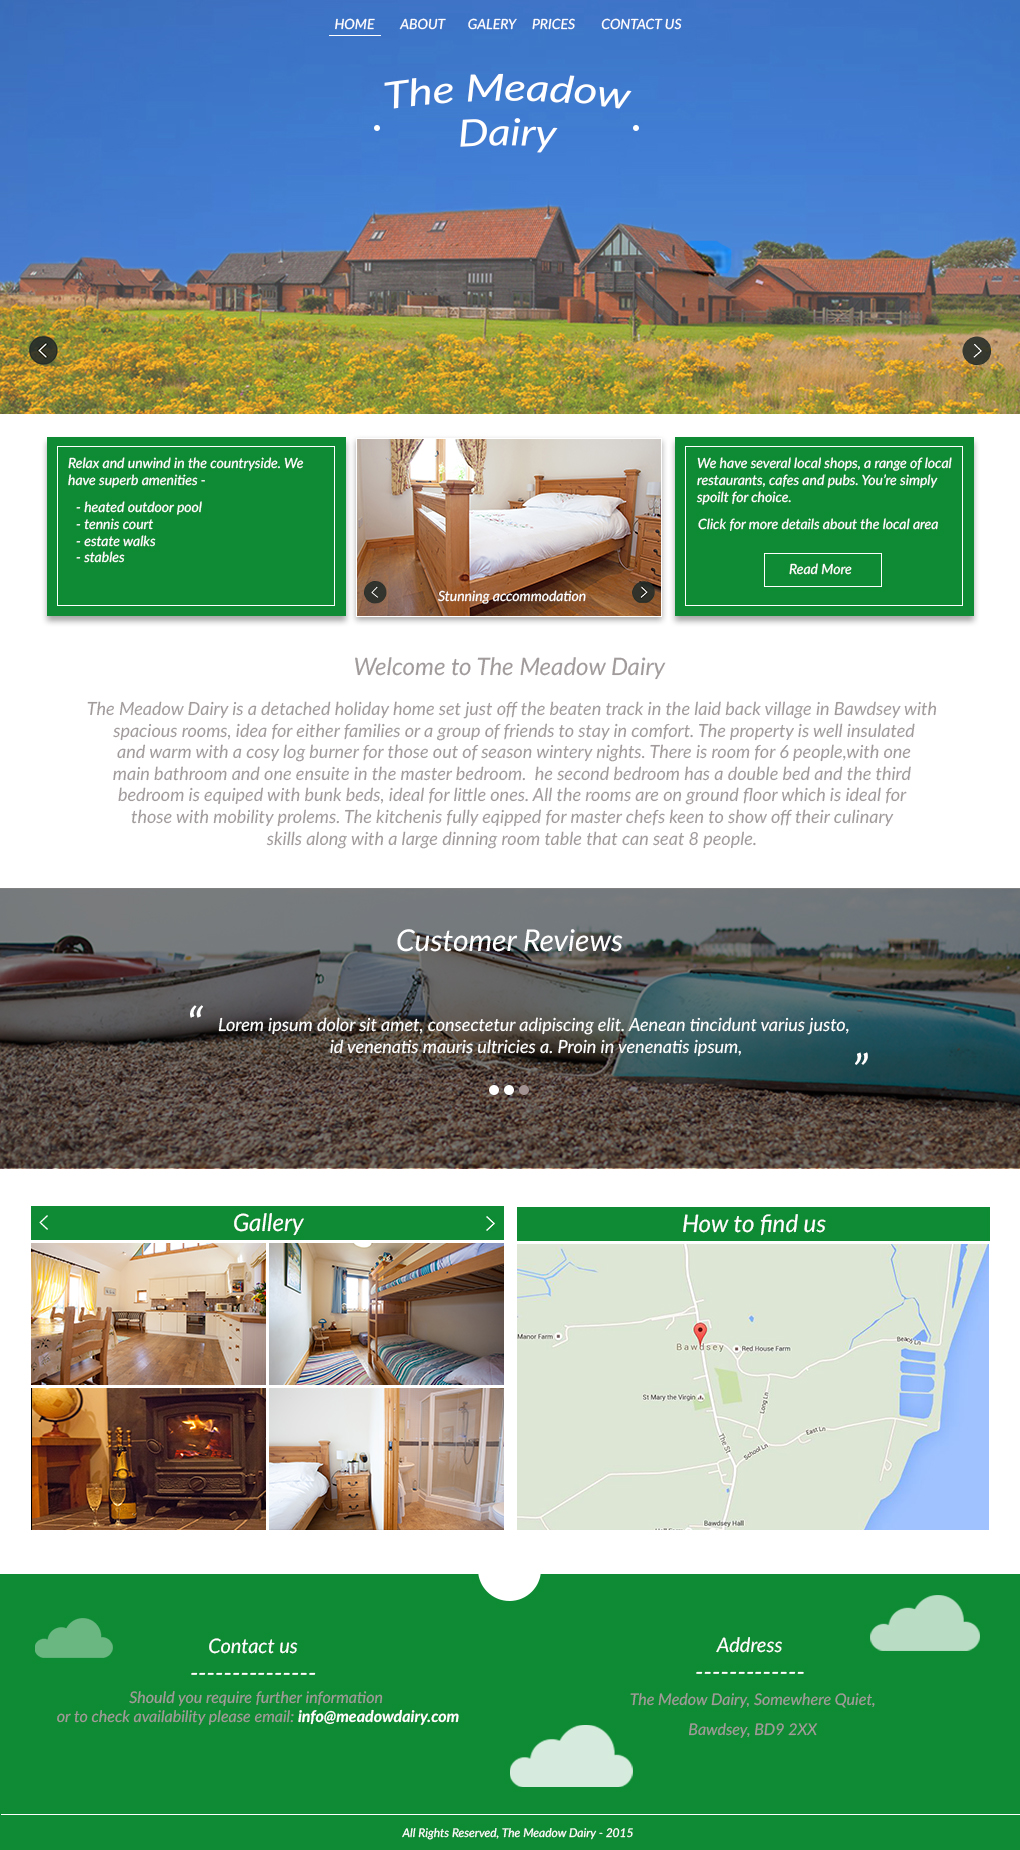 HOME ABOUT GALERY PRICES CONTACT US
The Meadow
Dairy
Relax and unwind in the countryside. We
have superb amenities -
- heated outdoor pool
- tennis court
- estate walks
- stables
Stunning accommodation
We have several local shops, a range of local
restaurants, cafes and pubs. You're simply
spoilt for choice.
Click for more details about the local area
Read More
Welcome to The Meadow Dairy
The Meadow Dairy is a detached holiday home set just off the beaten track in the laid back village in Bawdsey with
spacious rooms, idea for either families or a group of friends to stay in comfort. The property is well insulated
and warm with a cosy log burner for those out of season wintery nights. There is room for 6 people,with one
main bathroom and one ensuite in the master bedroom.  he second bedroom has a double bed and the third
bedroom is equiped with bunk beds, ideal for little ones. All the rooms are on ground floor which is ideal for
those with mobility prolems. The kitchenis fully eqipped for master chefs keen to show off their culinary
skills along with a large dinning room table that can seat 8 people.
Customer Reviews
“ Lorem ipsum dolor sit amet, consectetur adipiscing elit. Aenean tincidunt varius justo,
id venenatis mauris ultricies a. Proin in venenatis ipsum, ”
Gallery
How to find us
Manor Farm
Bawdsey
Red House Farm
Beacy Ln
St Mary the Virgin
Long Ln
East Ln
The St
School Ln
Bawdsey Hall
Contact us
---------------
Should you require further information
or to check availability please email: info@meadowdairy.com
Address
-------------
The Medow Dairy, Somewhere Quiet,
Bawdsey, BD9 2XX
All Rights Reserved, The Meadow Dairy - 2015